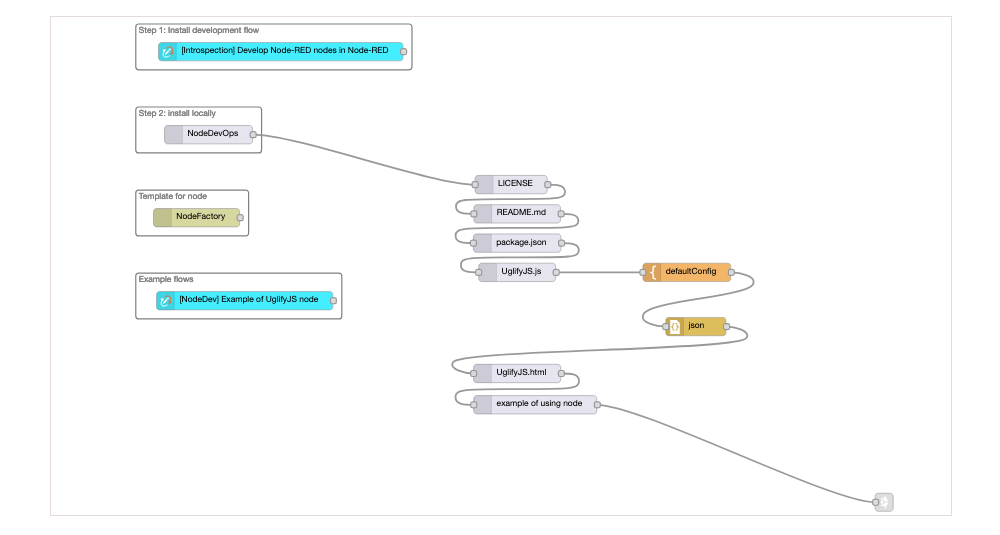 Step 1: Install development flow
[Introspection] Develop Node-RED nodes in Node-RED
Step 2: install locally
NodeDevOps
LICENSE
Template for node
README.md
NodeFactory
package.json
UglifyJS.js
defaultConfig
Example flows
[NodeDev] Example of UglifyJS node
json
UglifyJS.html
example of using node